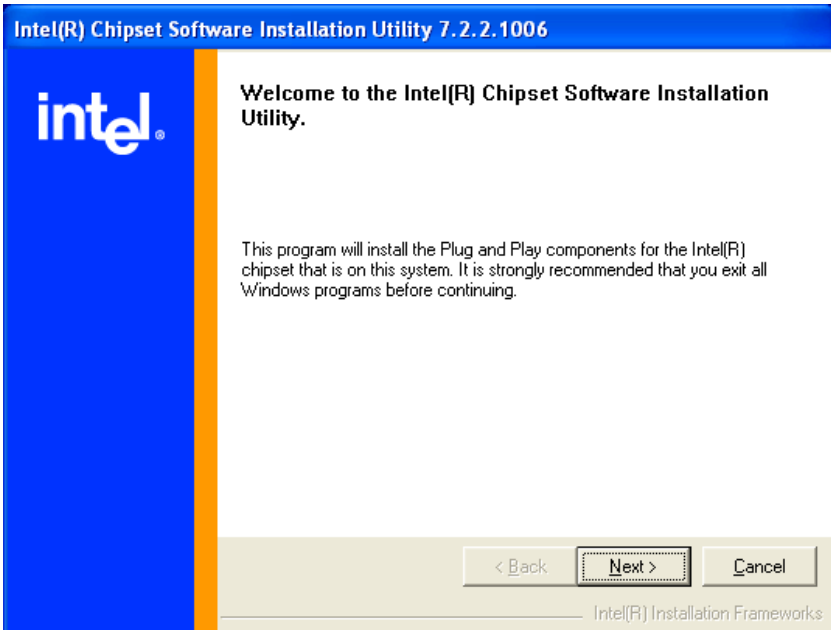 Intel(R) Chipset Software Installation Utility 7.2.2.1006
intel®
Welcome to the Intel(R) Chipset Software Installation
Utility.
This program will install the Plug and Play components for the Intel(R)
chipset that is on this system. It is strongly recommended that you exit all
Windows programs before continuing.
< Back
Next >
Cancel
Intel(R) Installation Frameworks